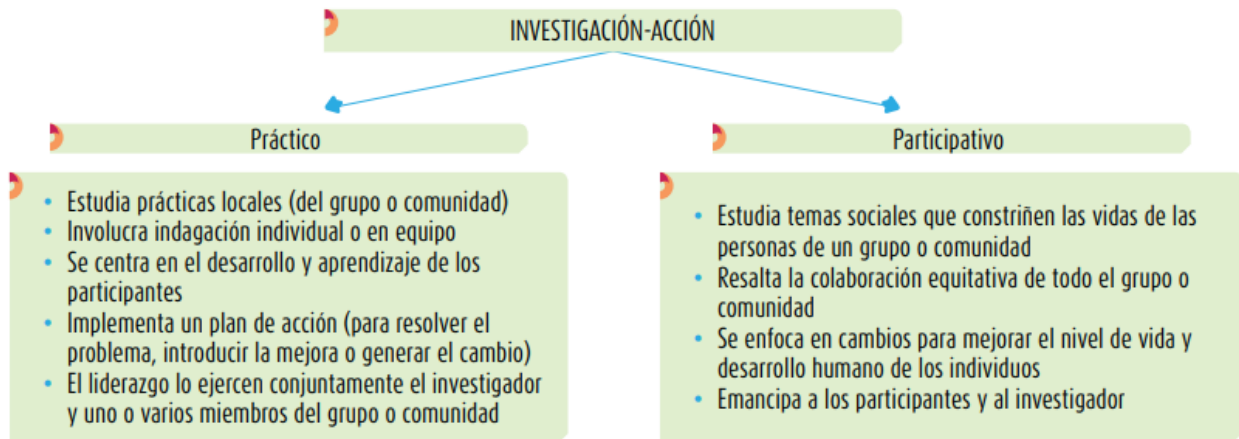 INVESTIGACIÓN-ACCIÓN
Práctico
• Estudia prácticas locales (del grupo o comunidad)
• Involucra indagación individual o en equipo
• Se centra en el desarrollo y aprendizaje de los
participantes
• Implementa un plan de acción (para resolver el
problema, introducir la mejora o generar el cambio)
• El liderazgo lo ejercen conjuntamente el investigador
y uno o varios miembros del grupo o comunidad
Participativo
• Estudia temas sociales que constriñen las vidas de las
personas de un grupo o comunidad
• Resalta la colaboración equitativa de todo el grupo o
comunidad
• Se enfoca en cambios para mejorar el nivel de vida y
desarrollo humano de los individuos
• Emancipa a los participantes y al investigador